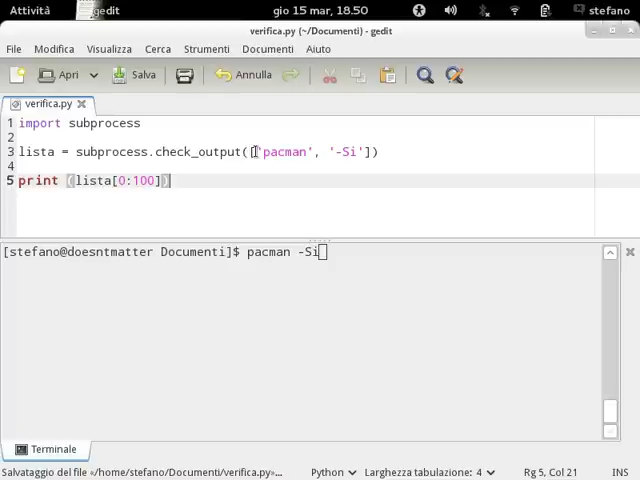 Attività gedit gio 15 mar, 18.50 stefano
verifica.py (~/Documenti) - gedit
File Modifica Visualizza Cerca Strumenti Documenti Aiuto
Apri Salva Annulla
verifica.py
1 import subprocess
2
3 lista = subprocess.check_output(['pacman', '-Si'])
4
5 print (lista[0:100])
[stefano@doesntmatter Documenti]$ pacman -Si
Terminale
Salvataggio del file «/home/stefano/Documenti/verifica.py»... Python Larghezza tabulazione: 4 Rg 5, Col 21 INS